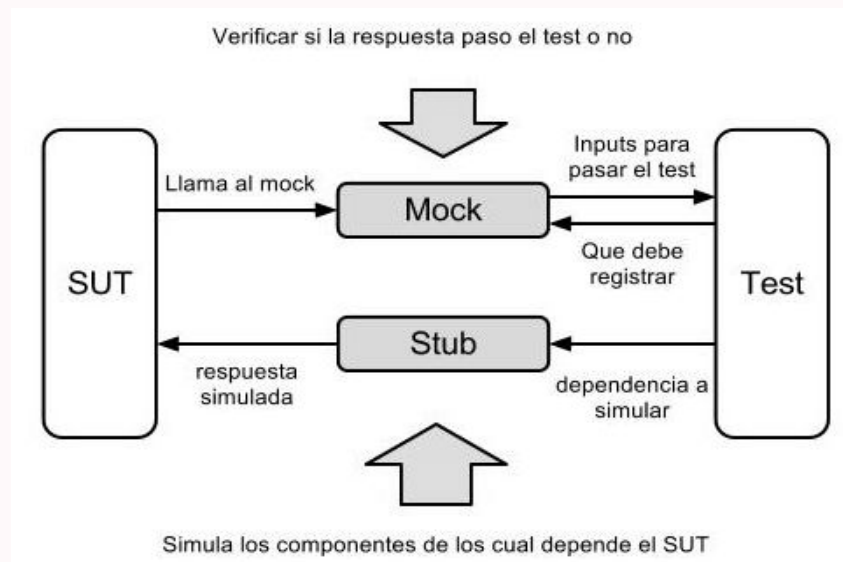 Verificar si la respuesta paso el test o no
Llama al mock
Inputs para
pasar el test
Mock
SUT
Que debe
registrar
Test
Stub
respuesta
simulada
dependencia a
simular
Simula los componentes de los cual depende el SUT